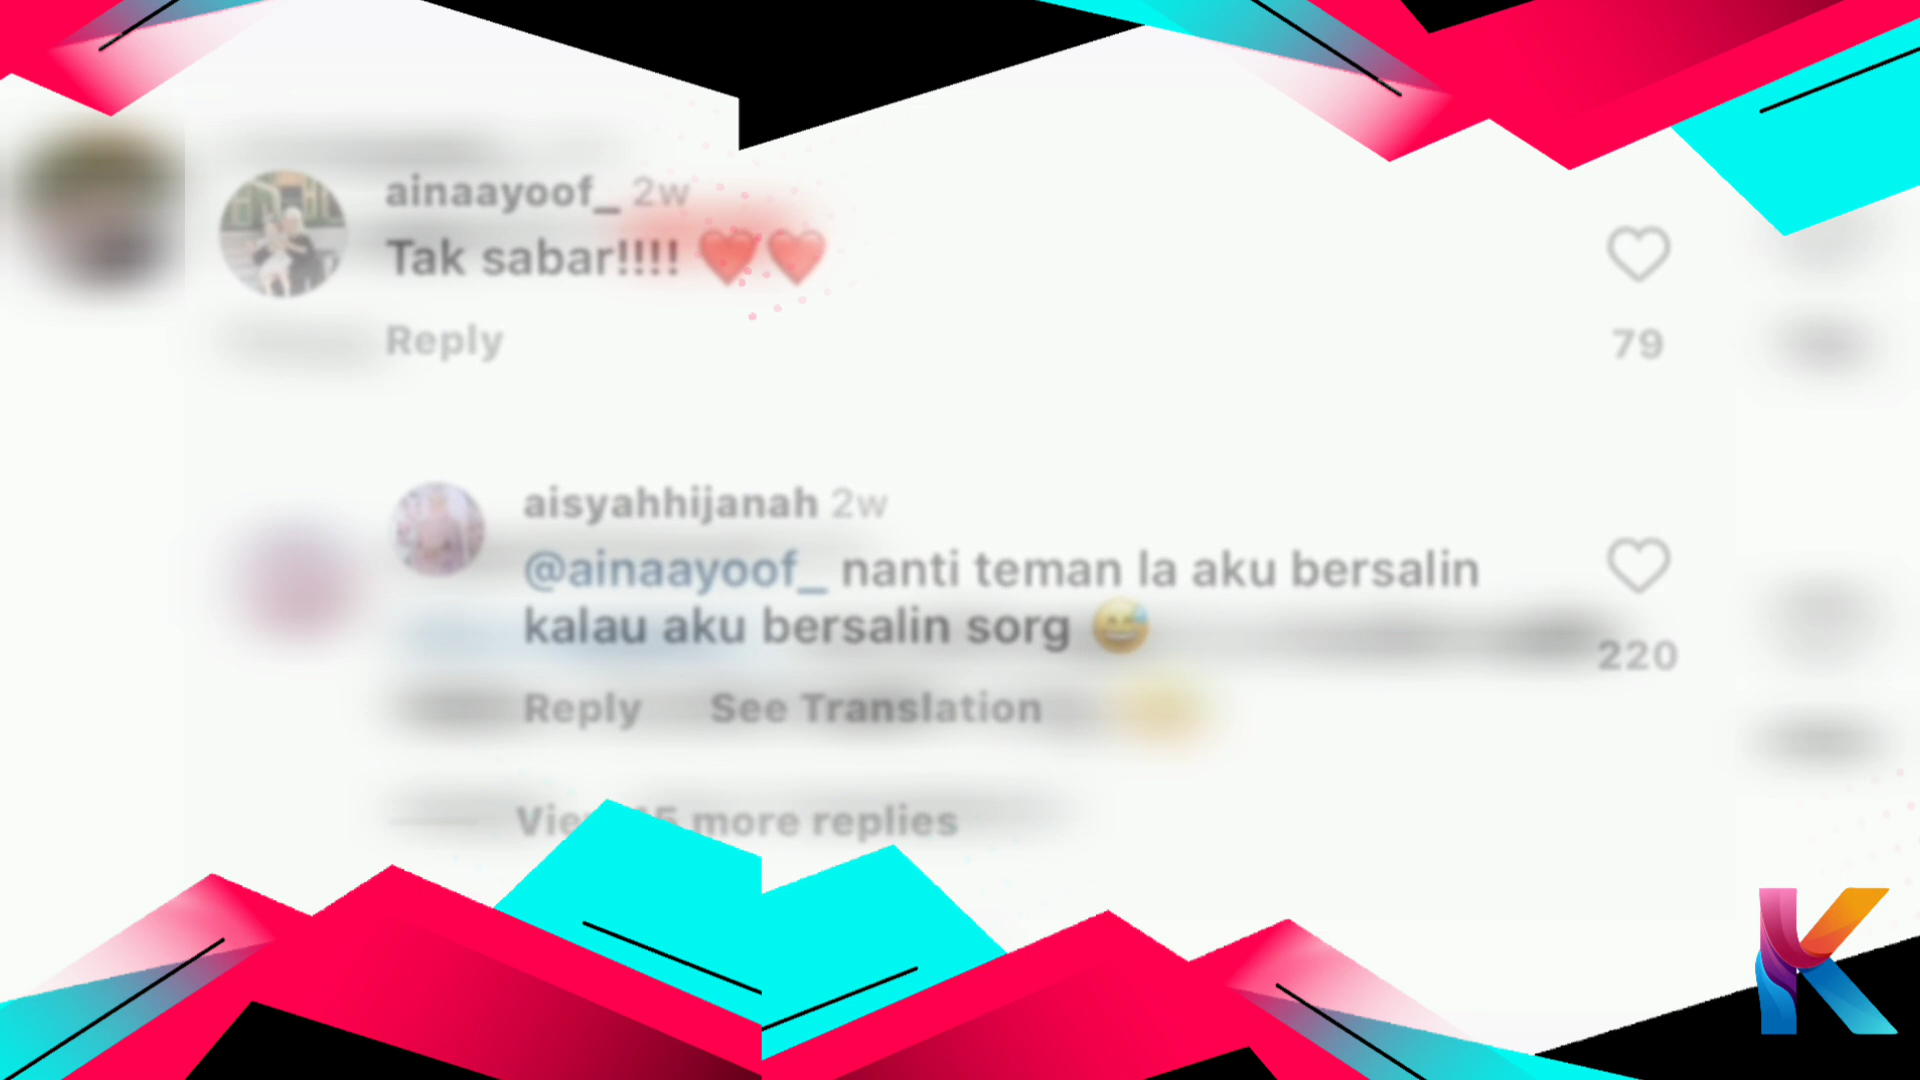 ainaayoof_ 2w
Tak sabar!!!! ❤️❤️
79
Reply
aisyahhijanah 2w
@ainaayoof_ nanti teman la aku bersalin
kalau aku bersalin sorg 😅
220
Reply See Translation
more replies
K